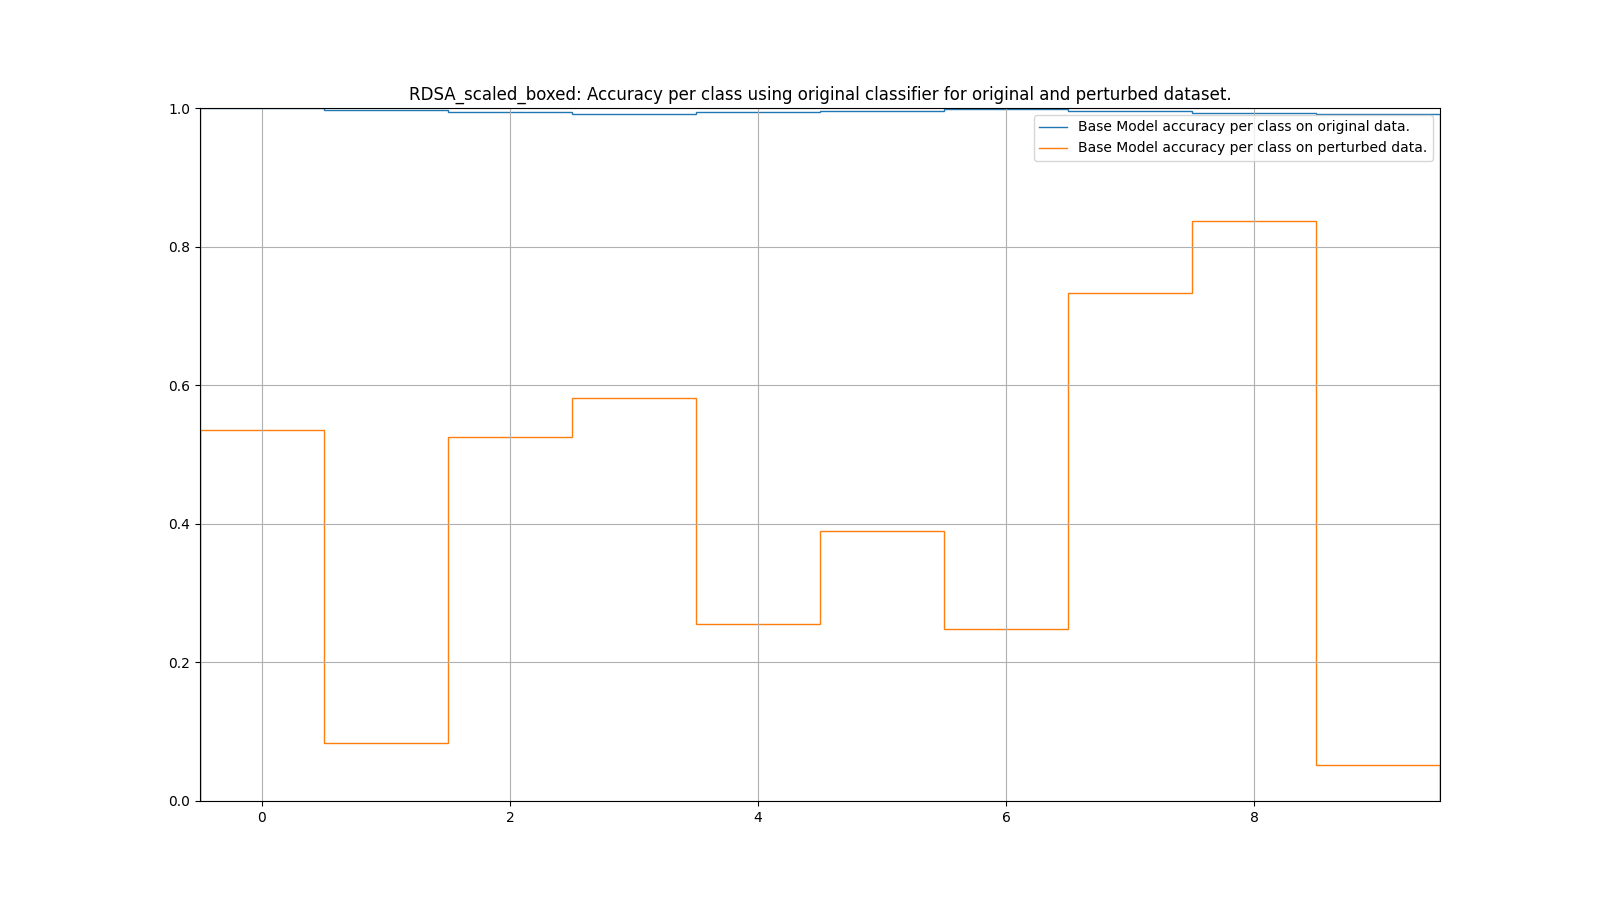 RDSA_scaled_boxed: Accuracy per class using original classifier for original and perturbed dataset.
1.0
Base Model accuracy per class on original data.
Base Model accuracy per class on perturbed data.
0.8
0.6
0.4
0.2
0.0
0 2 4 6 8